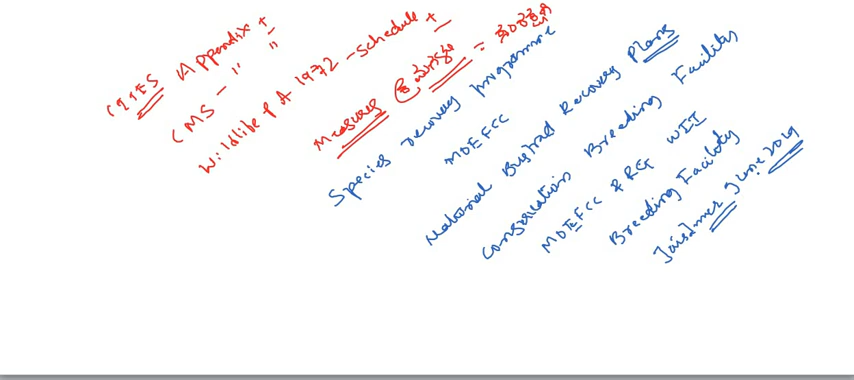 CITES (Appendix I
CMS - " "
Wildlife P A 1972 - Schedule I
Measures
Species recovery programme
MOEFCC
National Bustard Recovery Plans
Conservation Breeding Facility
MOEFCC & RG WII
Breeding Facility
Jaisalmer June 2019